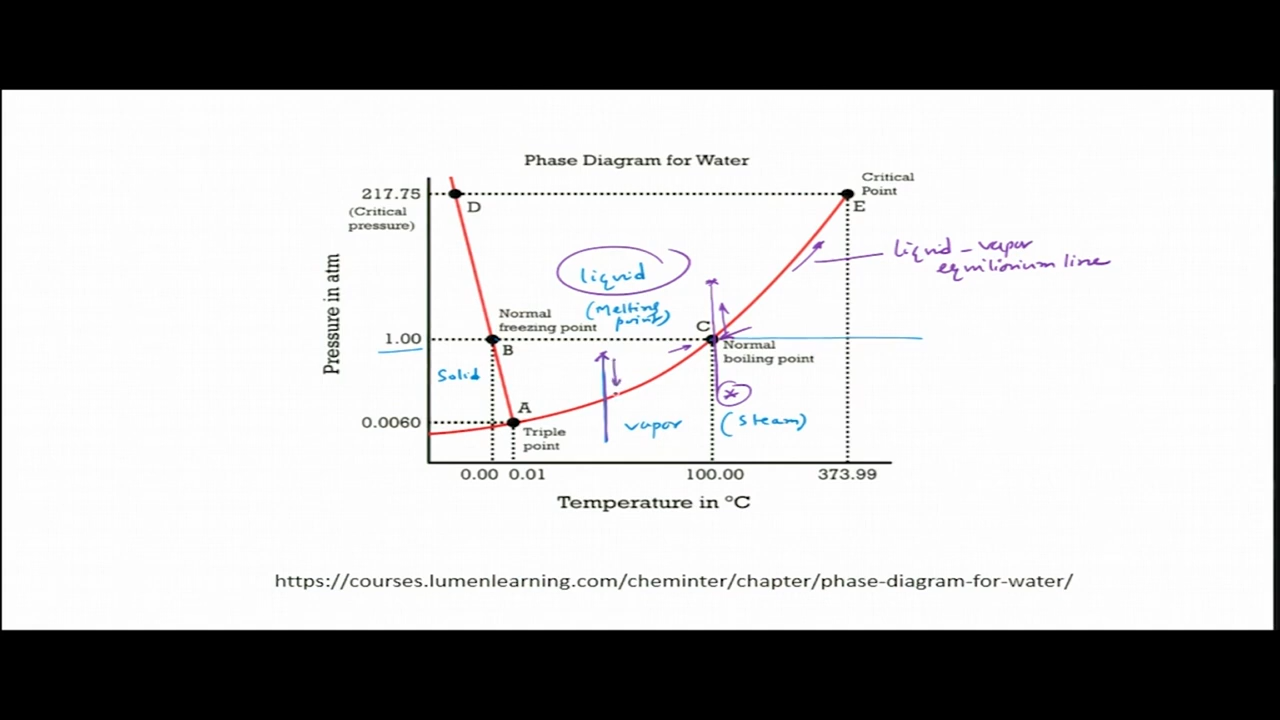 Phase Diagram for Water
Critical
Point
217.75
(Critical
pressure)
D
E
liquid - vapor
equilibrium line
liquid
(Melting
points)
Pressure in atm
Normal
freezing point
1.00
B
C
Normal
boiling point
Solid
A
0.0060
Triple
point
vapor
(Steam)
0.00 0.01 100.00 373.99
Temperature in °C
https://courses.lumenlearning.com/cheminter/chapter/phase-diagram-for-water/